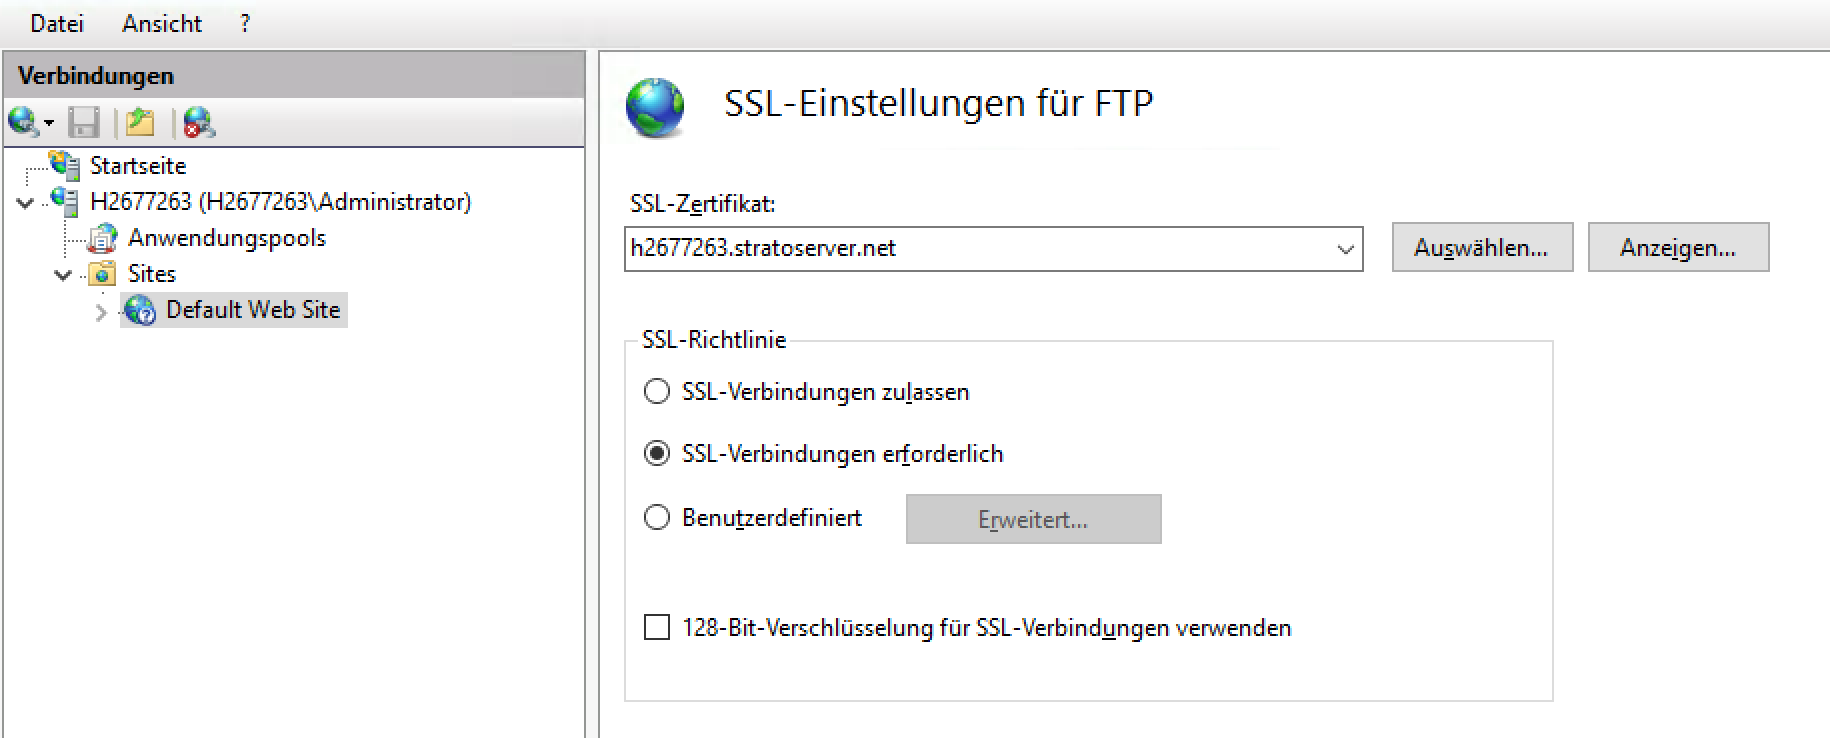 Datei Ansicht ?
Verbindungen
Startseite
H2677263 (H2677263\Administrator)
Anwendungspools
Sites
Default Web Site
SSL-Einstellungen für FTP
SSL-Zertifikat:
h2677263.stratoserver.net
Auswählen... Anzeigen...
SSL-Richtlinie
SSL-Verbindungen zulassen
SSL-Verbindungen erforderlich
Benutzerdefiniert Erweitert...
128-Bit-Verschlüsselung für SSL-Verbindungen verwenden